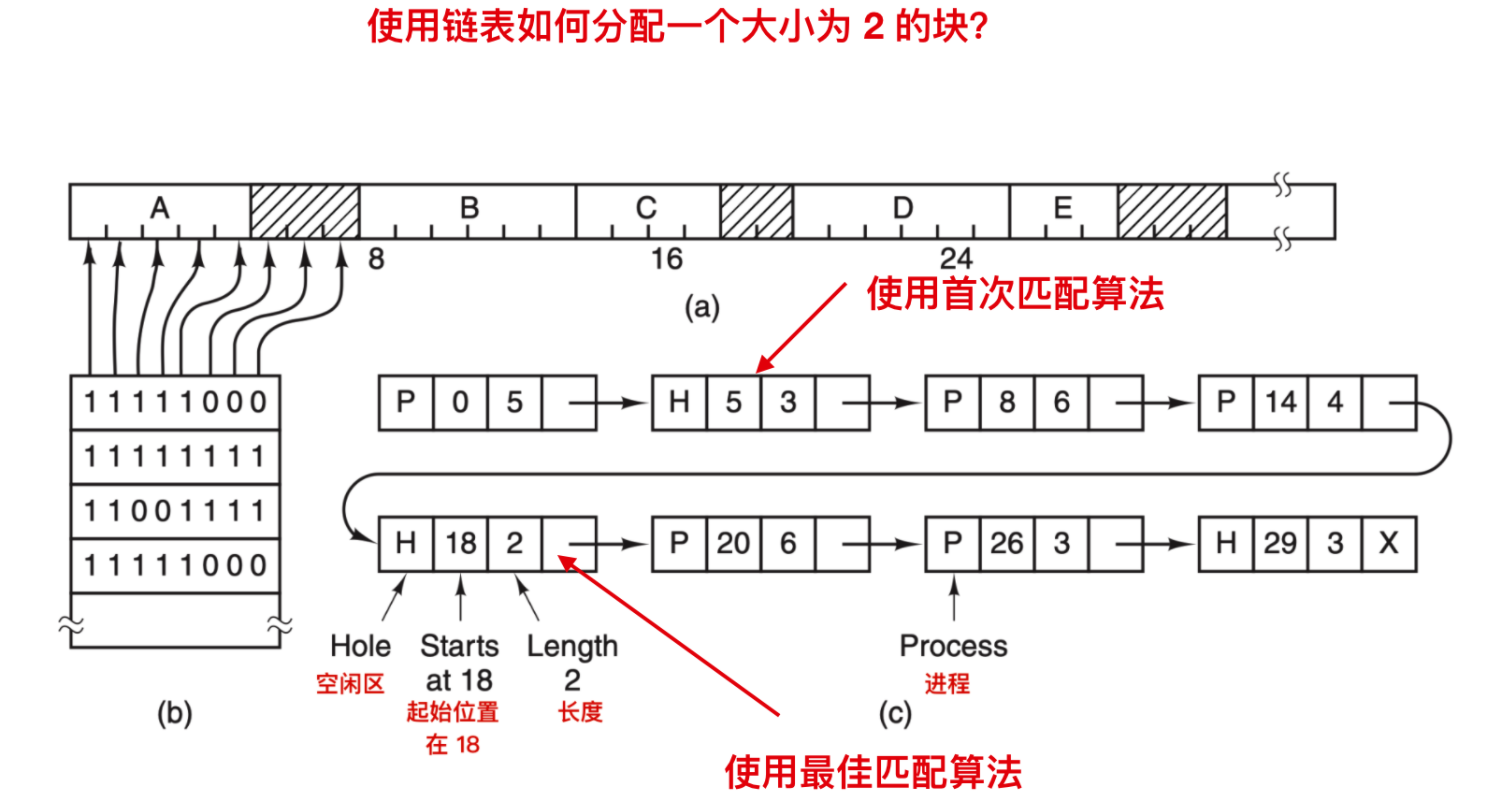 使用链表如何分配一个大小为 2 的块?
A B C D E
8 16 24
(a)
使用首次匹配算法
1 1 1 1 1 0 0 0
1 1 1 1 1 1 1 1
1 1 0 0 1 1 1 1
1 1 1 1 1 0 0 0
(b)
P 0 5
H 5 3
P 8 6
P 14 4
H 18 2
P 20 6
P 26 3
H 29 3 X
Hole
空闲区
Starts
at 18
起始位置
在 18
Length
2
长度
Process
进程
(c)
使用最佳匹配算法